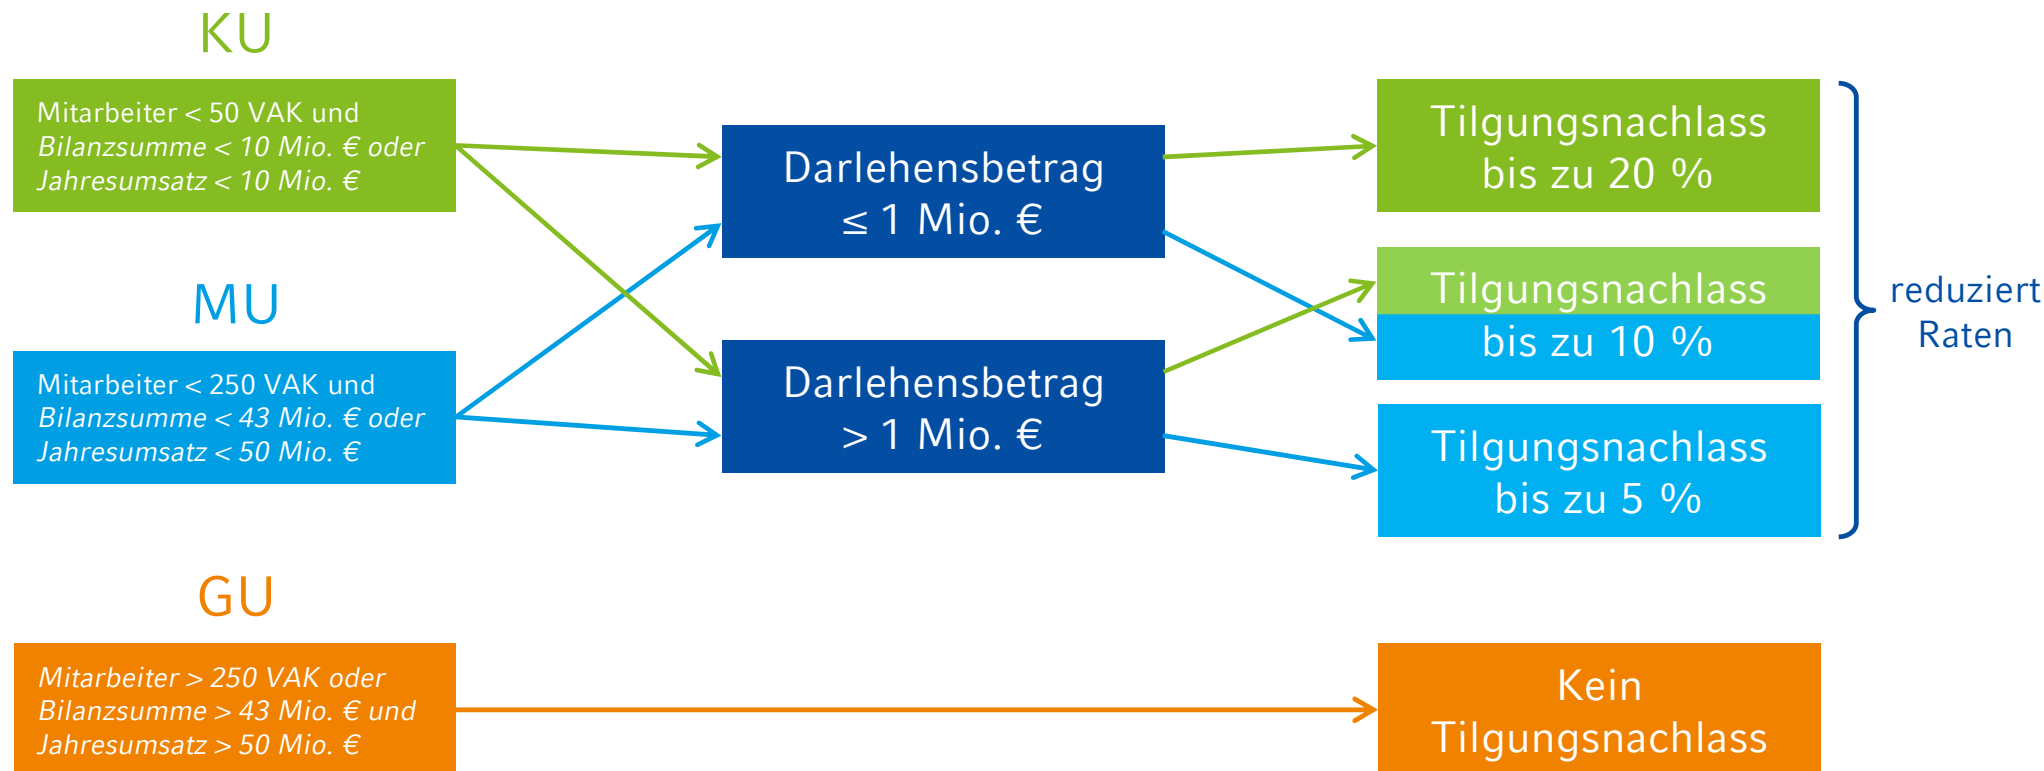 KU
Mitarbeiter < 50 VAK und
Bilanzsumme < 10 Mio. € oder
Jahresumsatz < 10 Mio. €
MU
Mitarbeiter < 250 VAK und
Bilanzsumme < 43 Mio. € oder
Jahresumsatz < 50 Mio. €
GU
Mitarbeiter > 250 VAK oder
Bilanzsumme > 43 Mio. € und
Jahresumsatz > 50 Mio. €
Darlehensbetrag
≤ 1 Mio. €
Darlehensbetrag
> 1 Mio. €
Tilgungsnachlass
bis zu 20 %
Tilgungsnachlass
bis zu 10 %
Tilgungsnachlass
bis zu 5 %
Kein
Tilgungsnachlass
reduziert
Raten